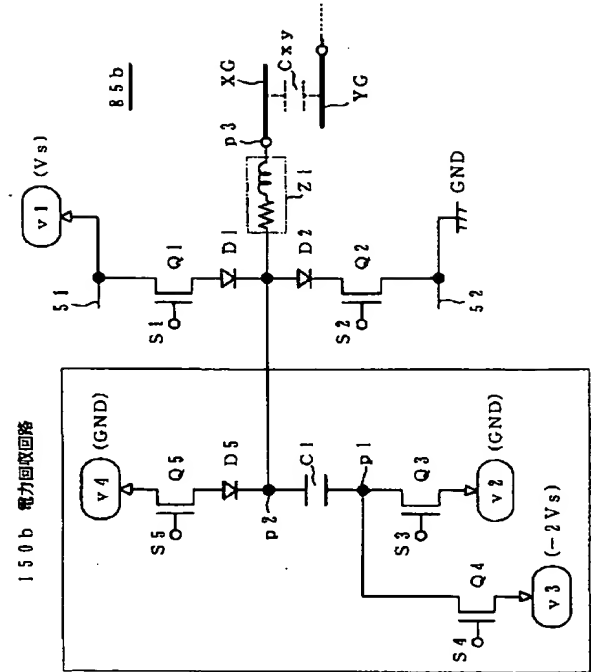 150b 電力回収回路
85b
v1 (Vs)
51
S1
Q1
D1
D2
S2
Q2
52
GND
Z1
p3
XG
Cxy
YG
v4 (GND)
S5
Q5
D5
p2
C1
p1
S3
Q3
v2 (GND)
S4
Q4
v3 (-2Vs)